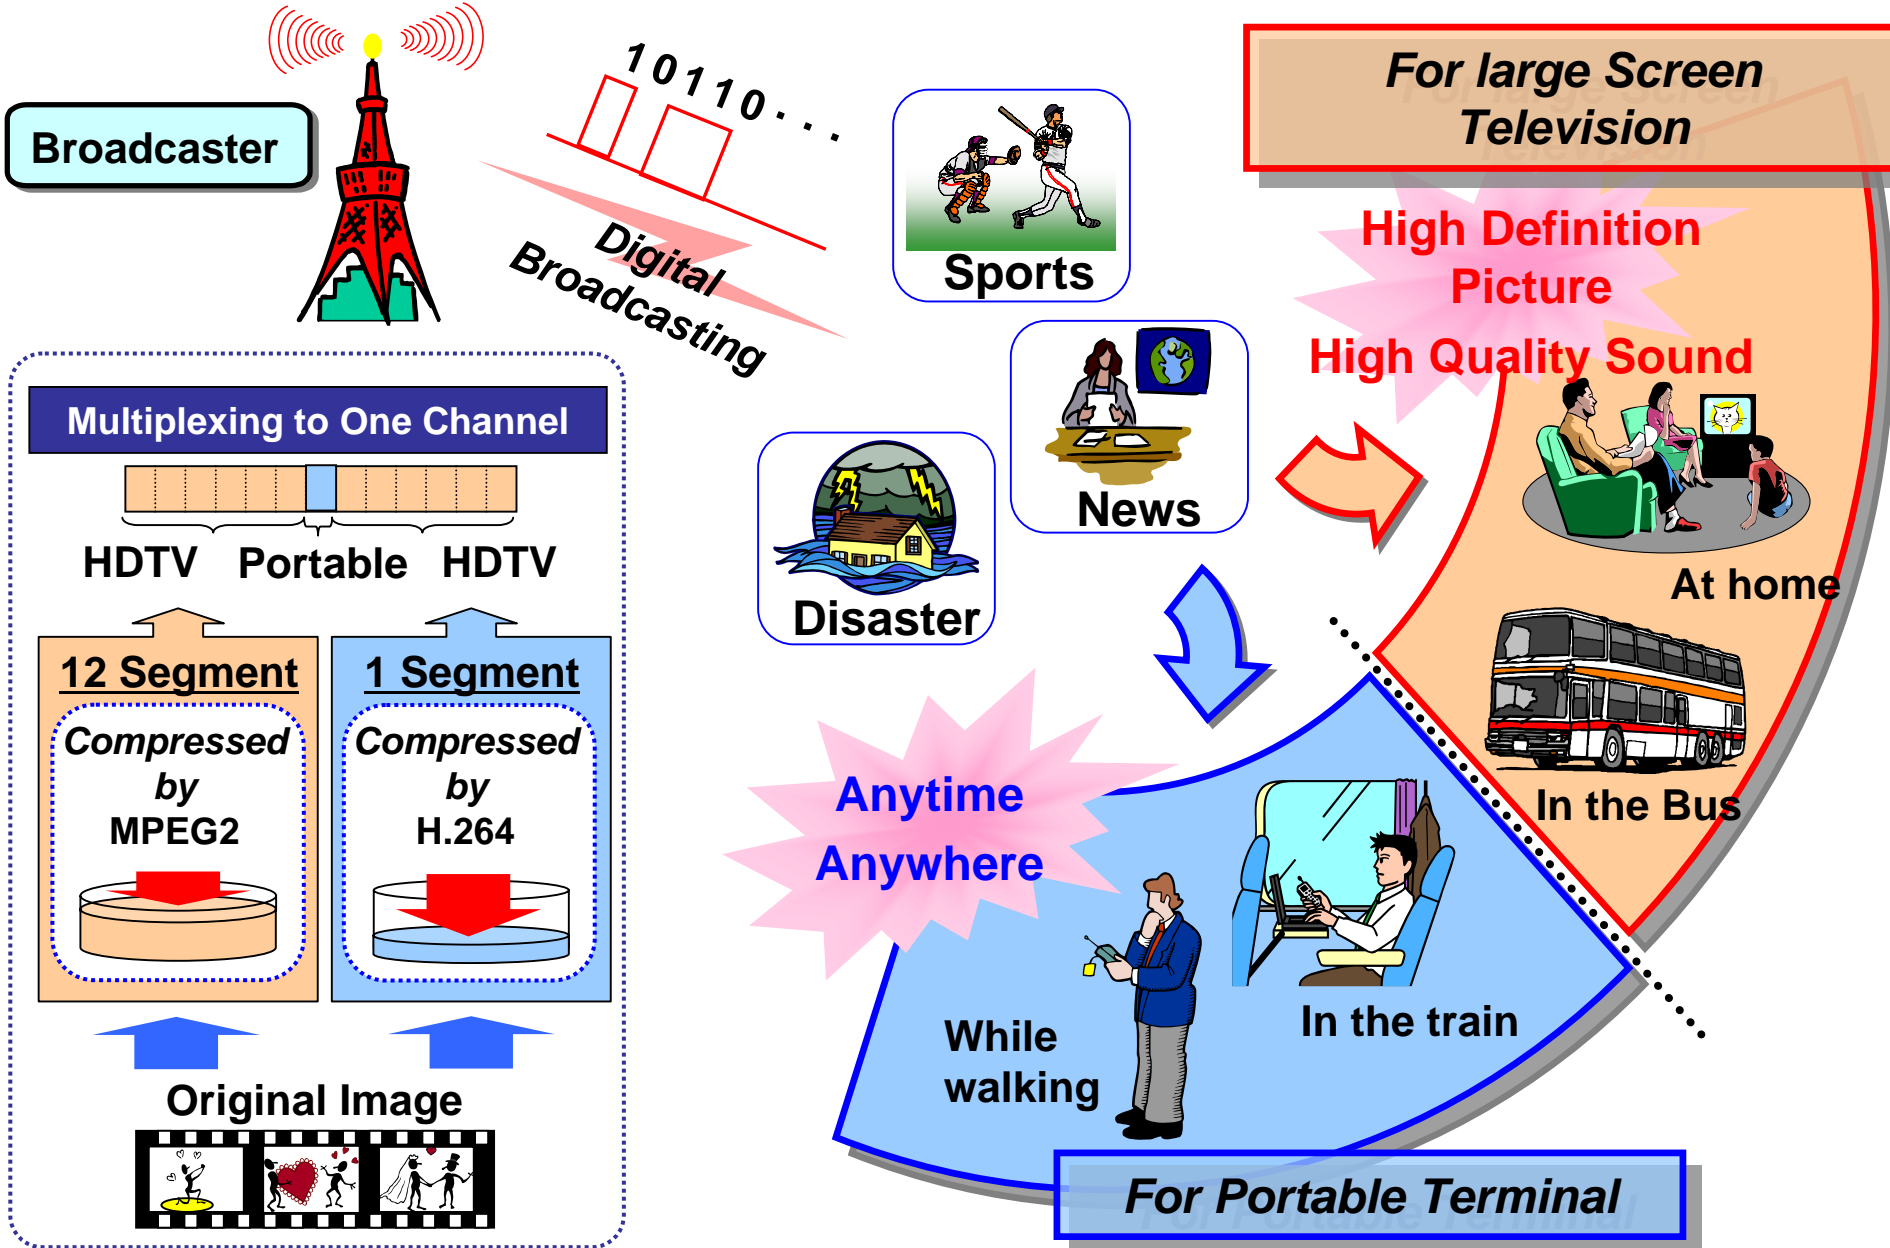 Broadcaster
10110...
Digital
Broadcasting
Sports
News
Disaster
For large Screen
Television
High Definition
Picture
High Quality Sound
At home
In the Bus
Multiplexing to One Channel
HDTV Portable HDTV
12 Segment
Compressed
by
MPEG2
1 Segment
Compressed
by
H.264
Original Image
Anytime
Anywhere
While
walking
In the train
For Portable Terminal